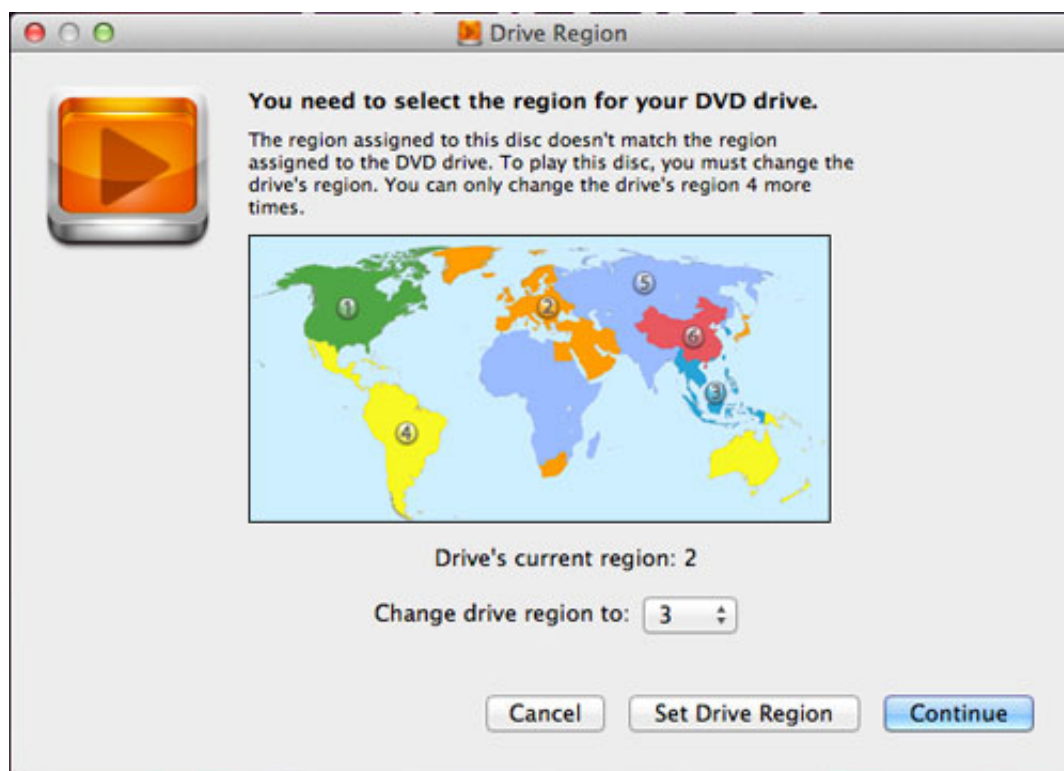 Drive Region
You need to select the region for your DVD drive.
The region assigned to this disc doesn't match the region
assigned to the DVD drive. To play this disc, you must change the
drive's region. You can only change the drive's region 4 more
times.
1
2
5
6
3
4
Drive's current region: 2
Change drive region to: 3
Cancel Set Drive Region Continue